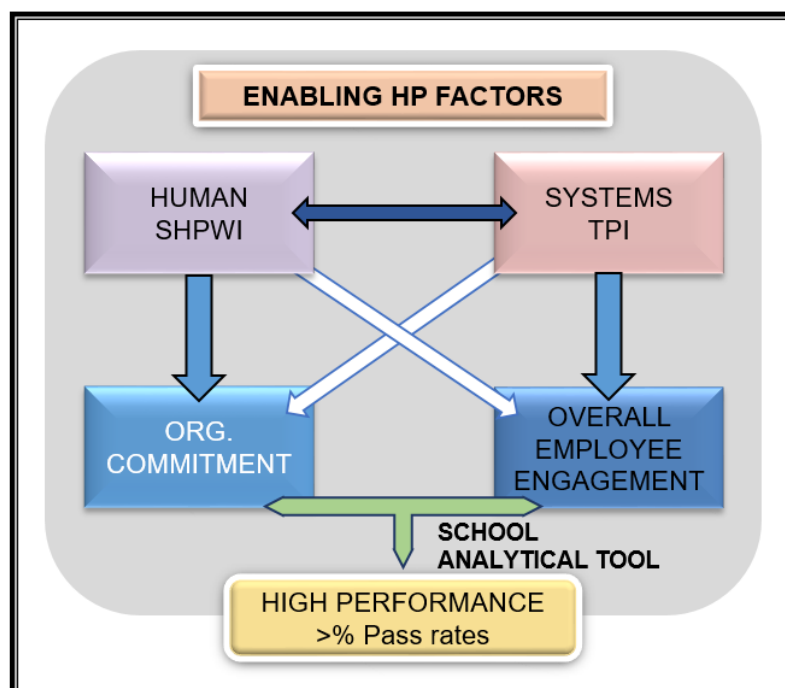 ENABLING HP FACTORS
HUMAN
SHPWI
SYSTEMS
TPI
ORG.
COMMITMENT
OVERALL
EMPLOYEE
ENGAGEMENT
SCHOOL
ANALYTICAL TOOL
HIGH PERFORMANCE
>% Pass rates